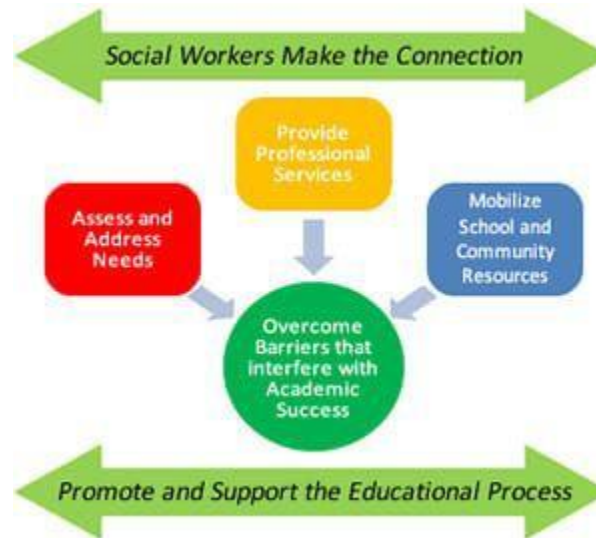 Social Workers Make the Connection
Provide
Professional
Services
Assess and
Address
Needs
Mobilize
School and
Community
Resources
Overcome
Barriers that
interfere with
Academic
Success
Promote and Support the Educational Process